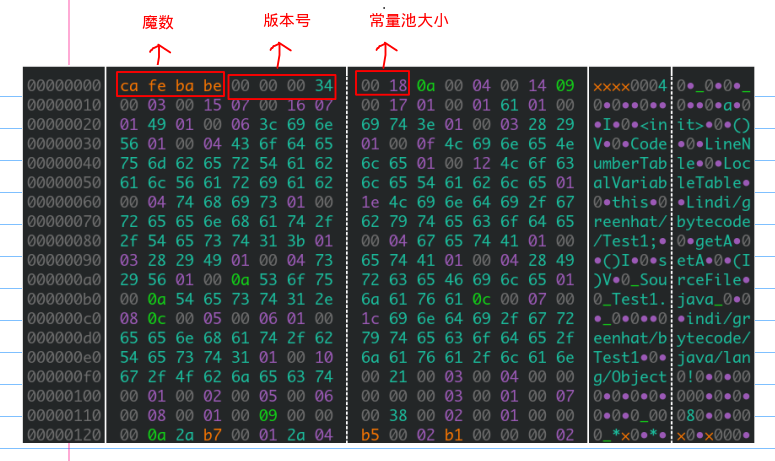 魔数 版本号 常量池大小
00000000 ca fe ba be 00 00 00 34 00 18 0a 00 04 00 14 09 ××××0004 0•_0•0•_
00000010 00 03 00 15 07 00 16 07 00 17 01 00 01 61 01 00 0•0••0•• 0••0•a•0
00000020 01 49 01 00 06 3c 69 6e 69 74 3e 01 00 03 28 29 •I•0•<in it>•0•()
00000030 56 01 00 04 43 6f 64 65 01 00 0f 4c 69 6e 65 4e V•0•Code •0•LineN
00000040 75 6d 62 65 72 54 61 62 6c 65 01 00 12 4c 6f 63 umberTab le•0•Loc
00000050 61 6c 56 61 72 69 61 62 6c 65 54 61 62 6c 65 01 alVariab leTable•
00000060 00 04 74 68 69 73 01 00 1e 4c 69 6e 64 69 2f 67 0•this•0 •Lindi/g
00000070 72 65 65 6e 68 61 74 2f 62 79 74 65 63 6f 64 65 reenhat/ bytecode
00000080 2f 54 65 73 74 31 3b 01 00 04 67 65 74 41 01 00 /Test1;• 0•getA•0
00000090 03 28 29 49 01 00 04 73 65 74 41 01 00 04 28 49 •()I•0•s etA•0•(I
000000a0 29 56 01 00 0a 53 6f 75 72 63 65 46 69 6c 65 01 )V•0_Sou rceFile•
000000b0 00 0a 54 65 73 74 31 2e 6a 61 76 61 0c 00 07 00 0_Test1. java_0•0
000000c0 08 0c 00 05 00 06 01 00 1c 69 6e 64 69 2f 67 72 •_0•0••0 •indi/gr
000000d0 65 65 6e 68 61 74 2f 62 79 74 65 63 6f 64 65 2f eenhat/b ytecode/
000000e0 54 65 73 74 31 01 00 10 6a 61 76 61 2f 6c 61 6e Test1•0• java/lan
000000f0 67 2f 4f 62 6a 65 63 74 00 21 00 03 00 04 00 00 g/Object 0!0•0•00
00000100 00 01 00 02 00 05 00 06 00 00 00 03 00 01 00 07 0•0•0•0• 000•0•0•
00000110 00 08 00 01 00 09 00 00 00 38 00 02 00 01 00 00 0•0•0_00 080•0•00
00000120 00 0a 2a b7 00 01 2a 04 b5 00 02 b1 00 00 00 02 0_*×0•*• ×0•×000•